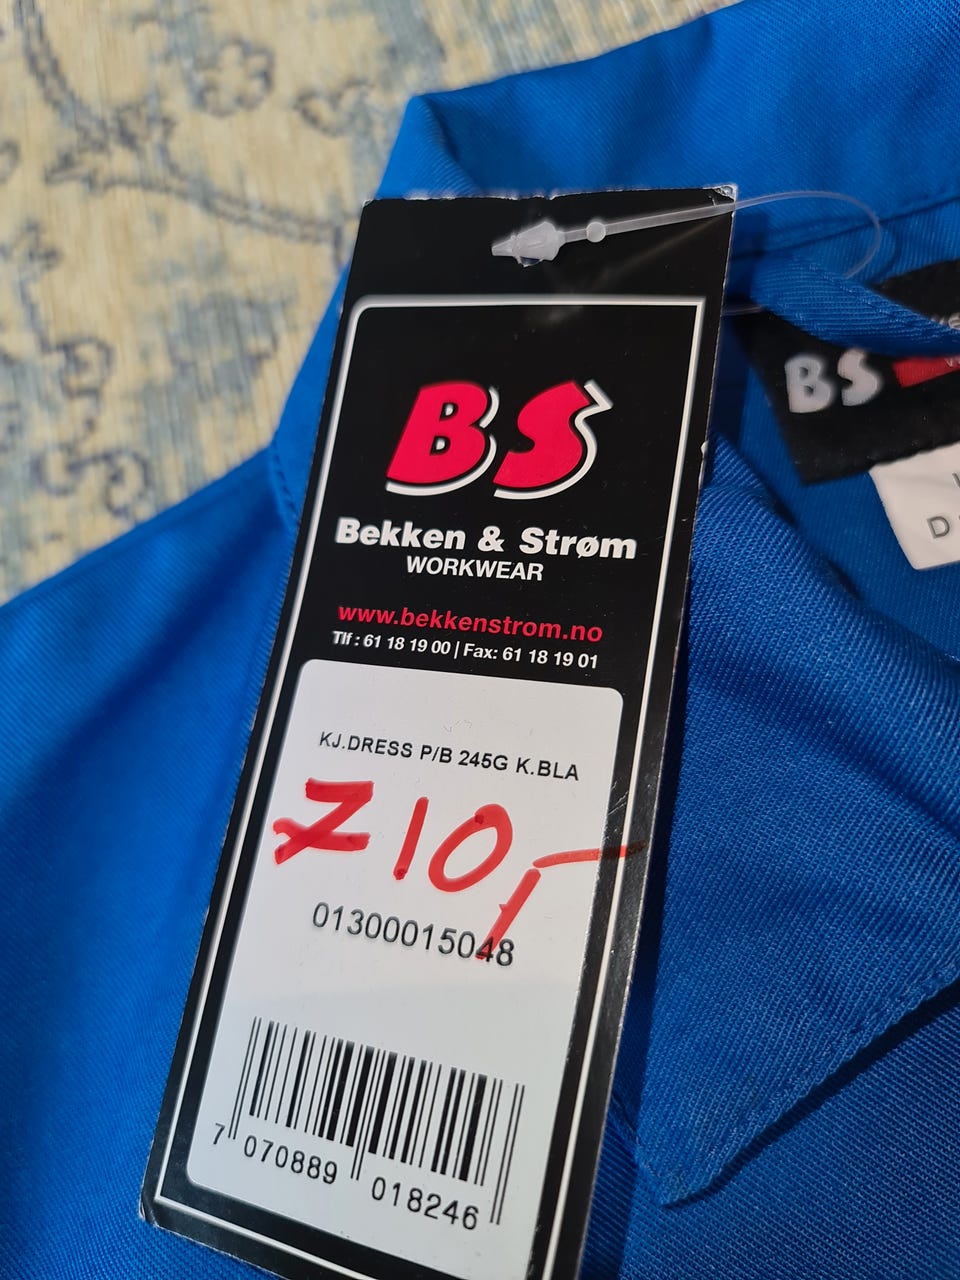 BS
Bekken & Strøm
WORKWEAR
www.bekkenstrom.no
Tlf : 61 18 19 00 | Fax: 61 18 19 01
KJ.DRESS P/B 245G K.BLA
710,-
01300015048
7 070889 018246
BS
D